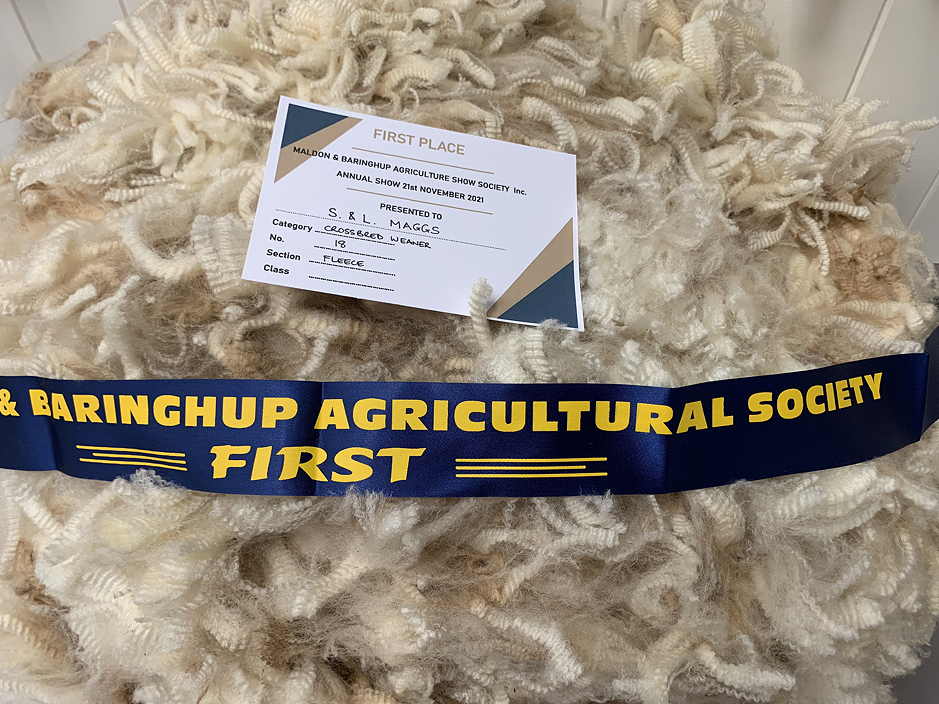 FIRST PLACE
MALDON & BARINGHUP AGRICULTURE SHOW SOCIETY Inc.
ANNUAL SHOW 21st NOVEMBER 2021
PRESENTED TO
S. & L. MAGGS
Category CROSSBRED WEANER
No. 18
Section FLEECE
Class
& BARINGHUP AGRICULTURAL SOCIETY
FIRST